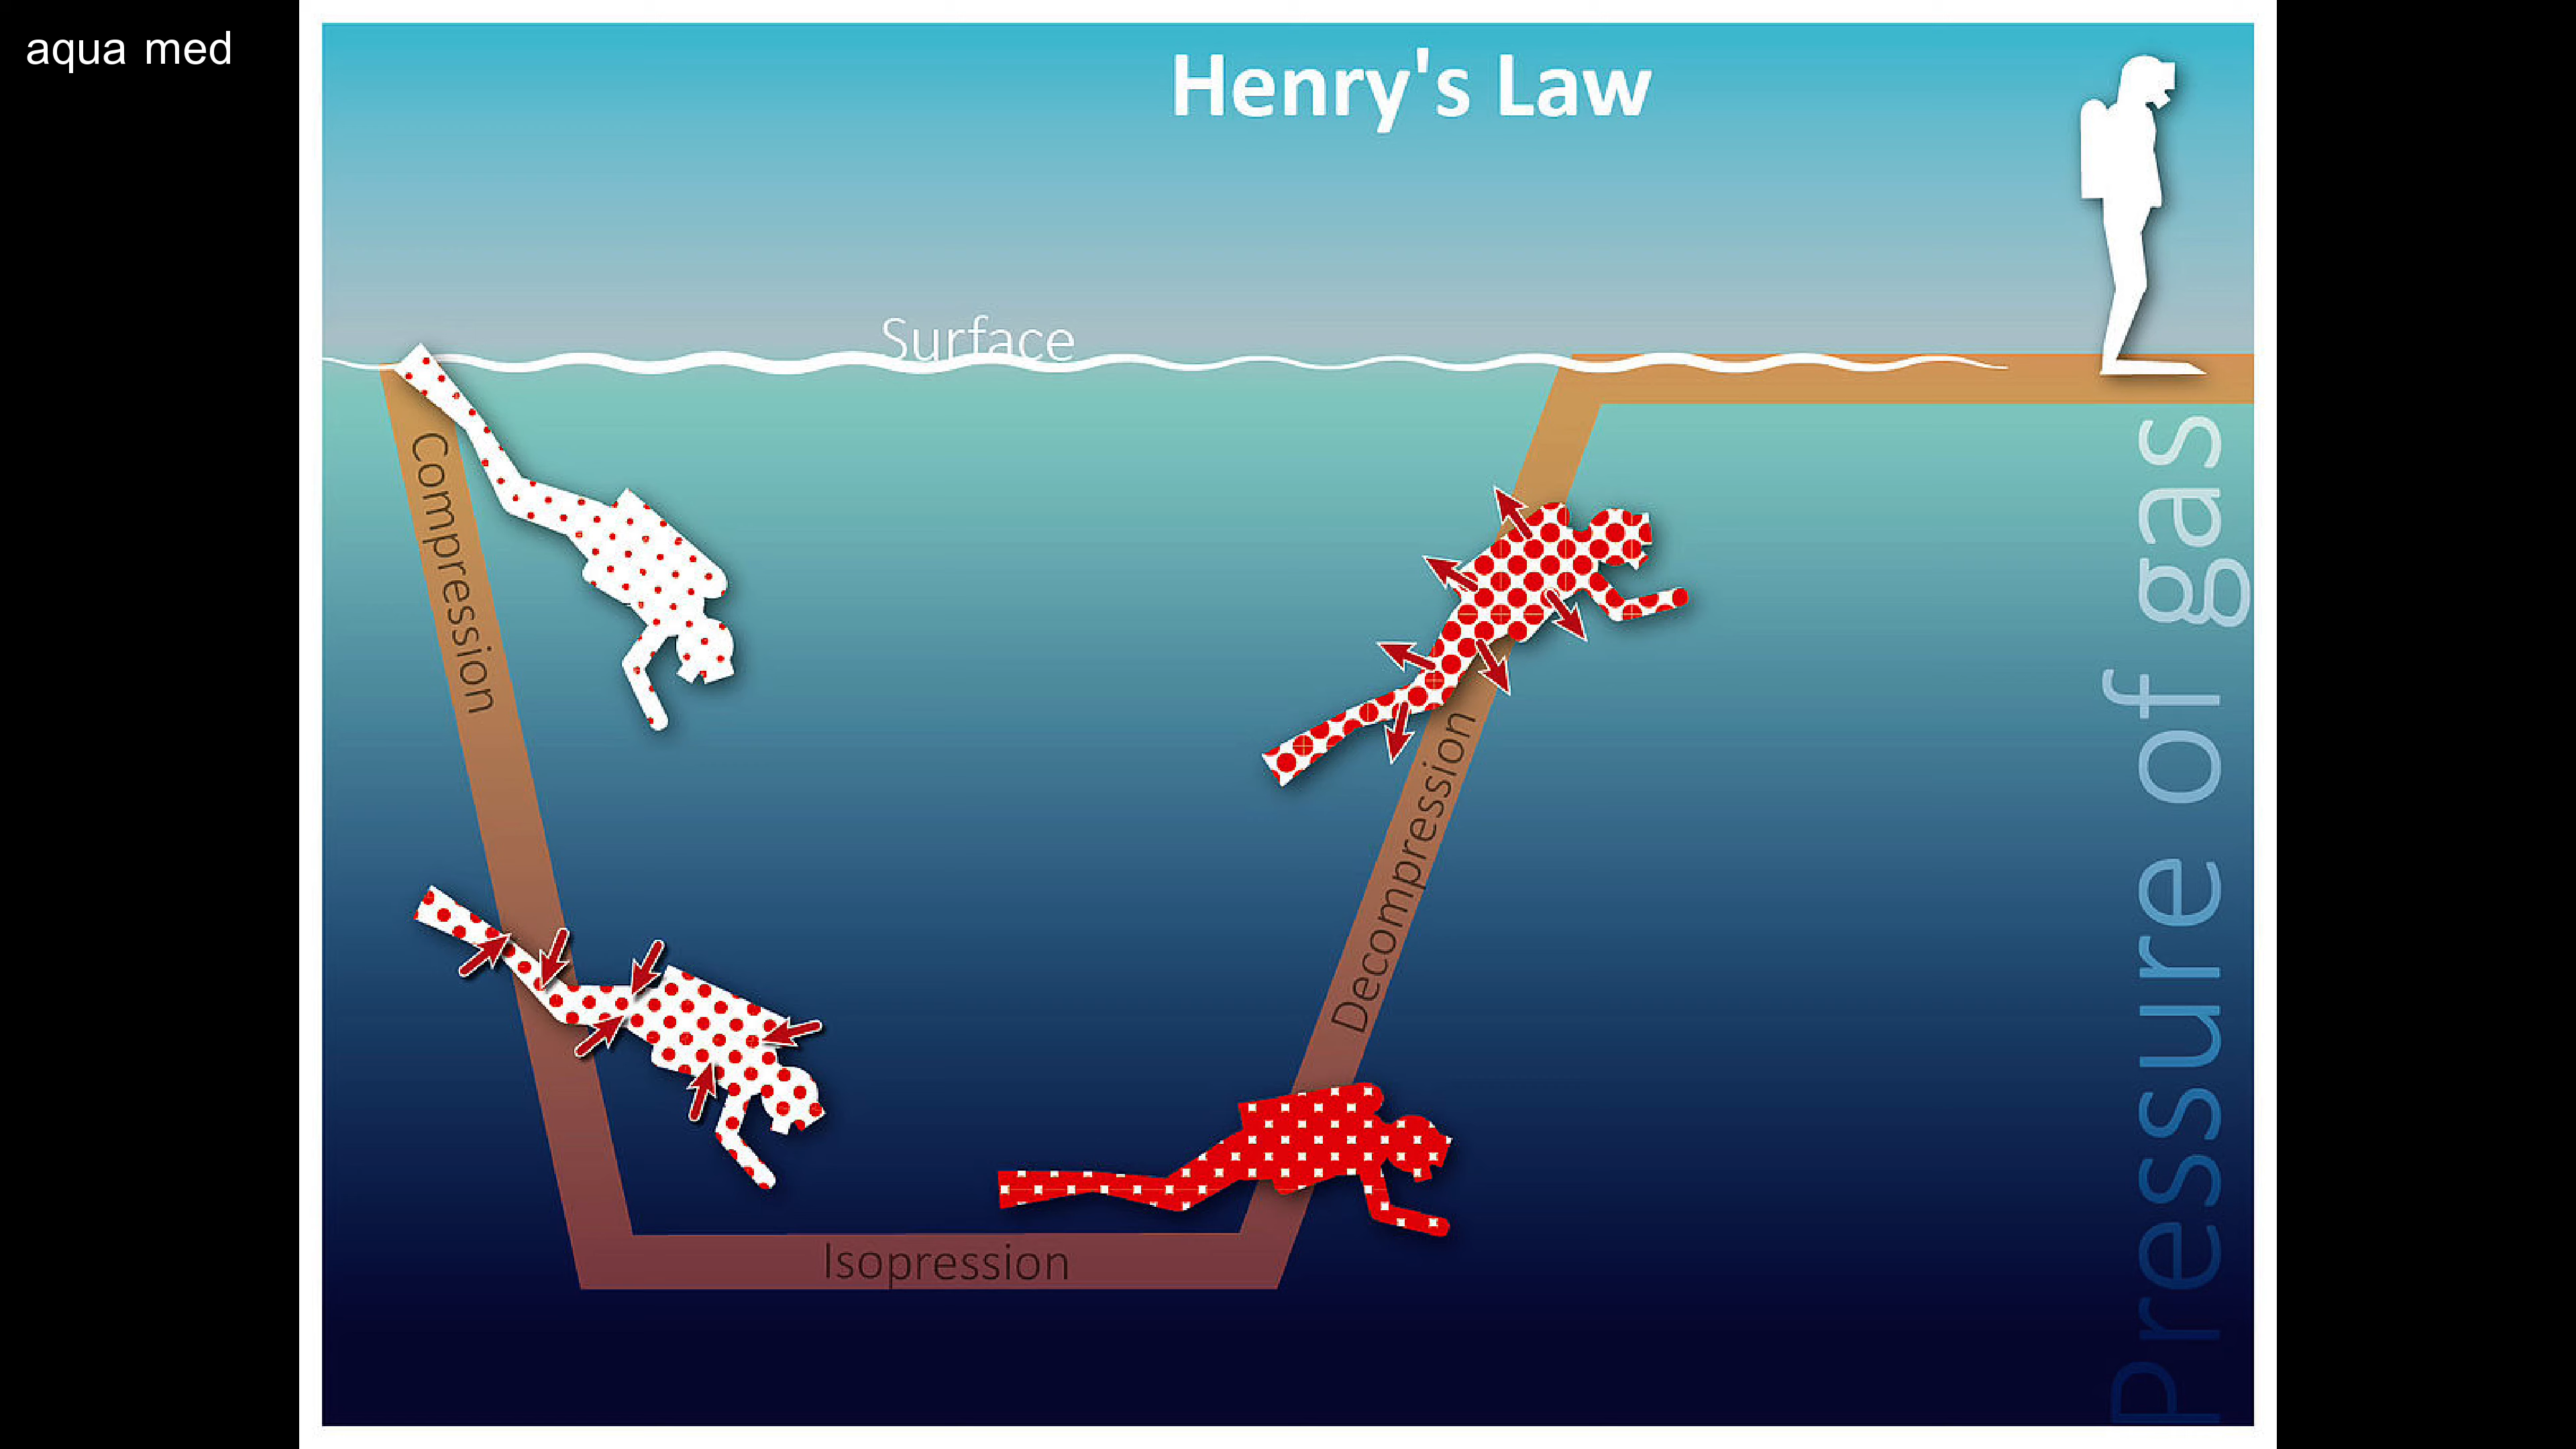 aqua med
Henry's Law
Surface
Compression
Decompression
Isopression
Pressure of gas